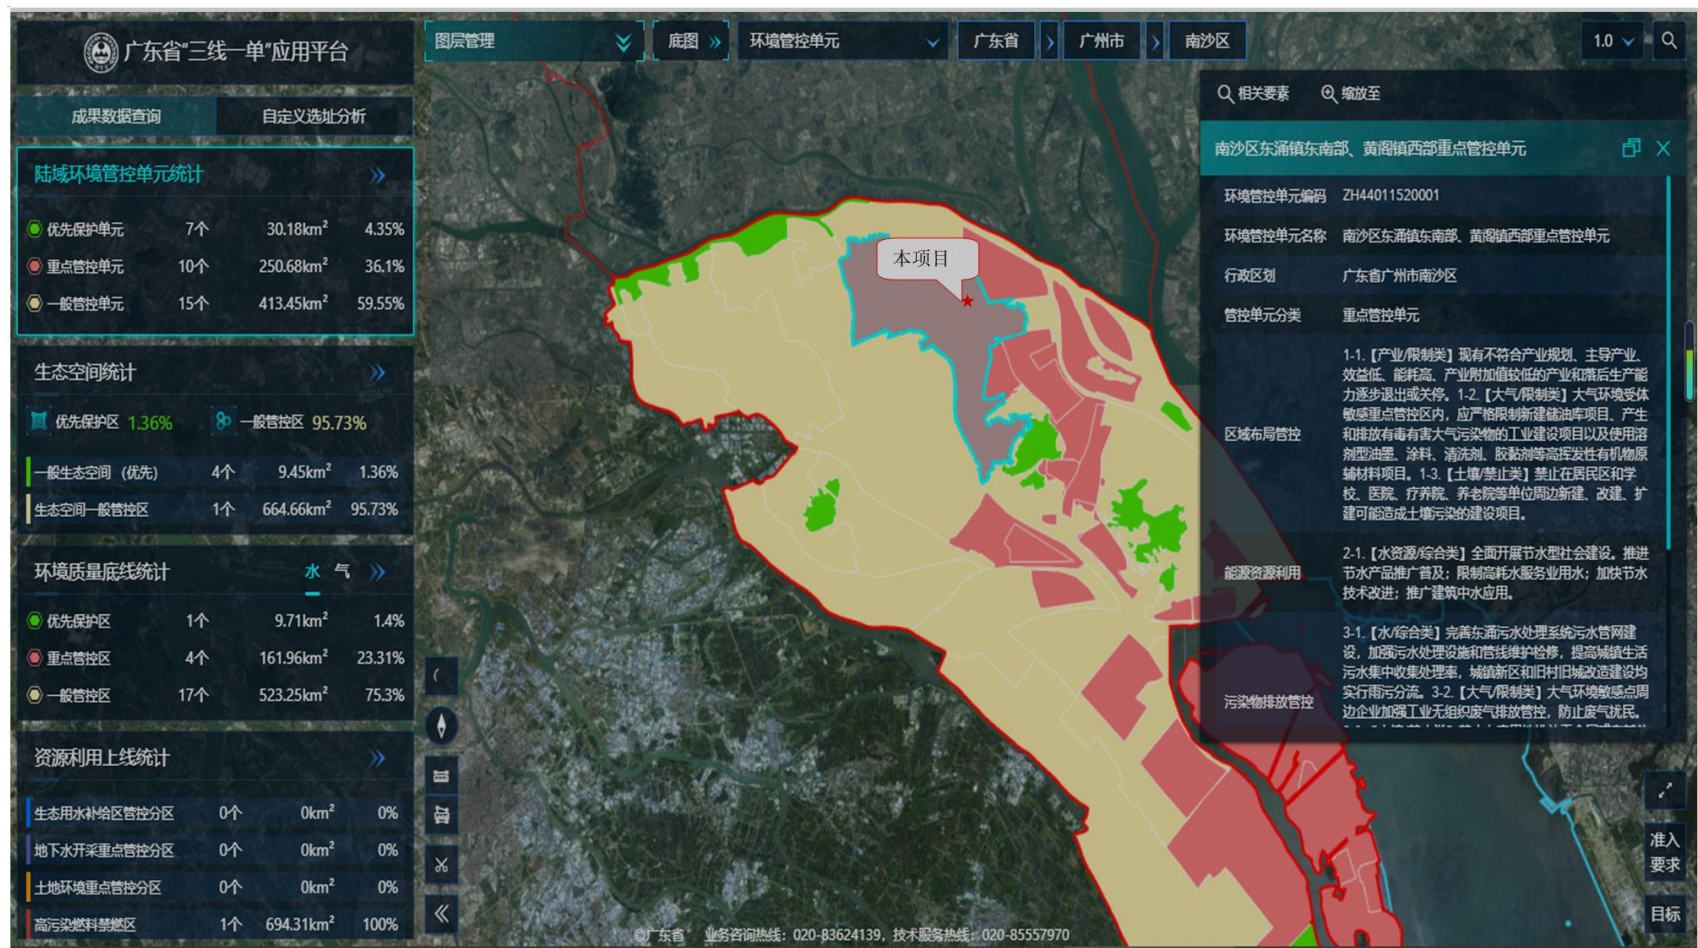 广东省"三线一单"应用平台
成果数据查询 自定义选址分析
陆域环境管控单元统计
优先保护单元 7个 30.18km² 4.35%
重点管控单元 10个 250.68km² 36.1%
一般管控单元 15个 413.45km² 59.55%
生态空间统计
优先保护区 1.36% 一般管控区 95.73%
一般生态空间（优先） 4个 9.45km² 1.36%
生态空间一般管控区 1个 664.66km² 95.73%
环境质量底线统计 水 气
优先保护区 1个 9.71km² 1.4%
重点管控区 4个 161.96km² 23.31%
一般管控区 17个 523.25km² 75.3%
资源利用上线统计
生态用水补给区管控分区 0个 0km² 0%
地下水开采重点管控分区 0个 0km² 0%
土地环境重点管控分区 0个 0km² 0%
高污染燃料禁燃区 1个 694.31km² 100%
图层管理 底图 环境管控单元 广东省 广州市 南沙区 1.0
本项目
相关要素 缩放至
南沙区东涌镇东南部、黄阁镇西部重点管控单元
环境管控单元编码 ZH44011520001
环境管控单元名称 南沙区东涌镇东南部、黄阁镇西部重点管控单元
行政区划 广东省广州市南沙区
管控单元分类 重点管控单元
区域布局管控
1-1.【产业/限制类】现有不符合产业规划、主导产业、
效益低、能耗高、产业附加值较低的产业和落后生产能
力逐步退出或关停。1-2.【大气/限制类】大气环境受体
敏感重点管控区内，应严格限制新建储油库项目、产生
和排放有毒有害大气污染物的工业建设项目以及使用溶
剂型油墨、涂料、清洗剂、胶黏剂等高挥发性有机物原
辅材料项目。1-3.【土壤/禁止类】禁止在居民区和学
校、医院、疗养院、养老院等单位周边新建、改建、扩
建可能造成土壤污染的建设项目。
能源资源利用
2-1.【水资源/综合类】全面开展节水型社会建设。推进
节水产品推广普及；限制高耗水服务业用水；加快节水
技术改进；推广建筑中水应用。
污染物排放管控
3-1.【水/综合类】完善东涌污水处理系统污水管网建
设，加强污水处理设施和管线维护检修，提高城镇生活
污水集中收集处理率，城镇新区和旧村旧城改造建设均
实行雨污分流。3-2.【大气/限制类】大气环境敏感点周
边企业加强工业无组织废气排放管控，防止废气扰民。
准入
要求
目标
©广东省 业务咨询热线：020-83624139，技术服务热线：020-85557970